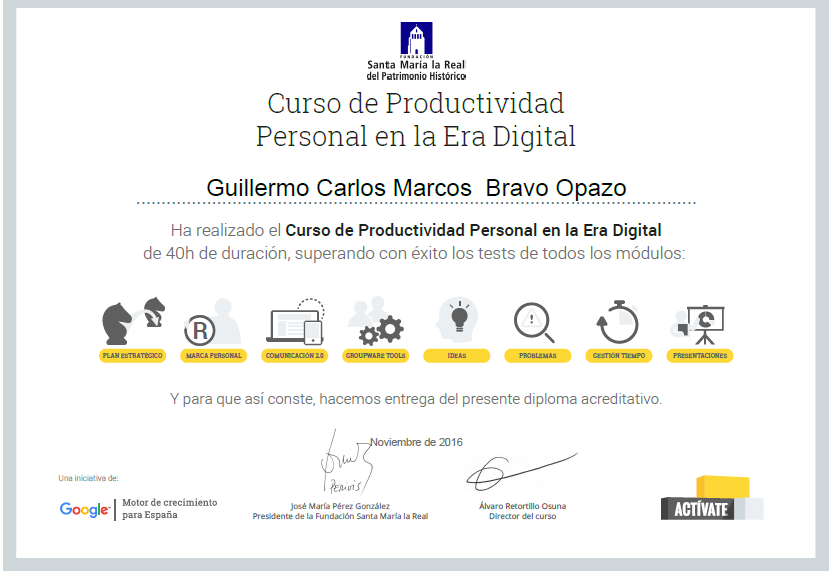 FUNDACIÓN
Santa María la Real
del Patrimonio Histórico
Curso de Productividad
Personal en la Era Digital
Guillermo Carlos Marcos Bravo Opazo
Ha realizado el Curso de Productividad Personal en la Era Digital
de 40h de duración, superando con éxito los tests de todos los módulos:
R
PLAN ESTRATÉGICO
MARCA PERSONAL
COMUNICACIÓN 2.0
GROUPWARE TOOLS
IDEAS
PROBLEMAS
GESTIÓN TIEMPO
PRESENTACIONES
Y para que así conste, hacemos entrega del presente diploma acreditativo.
Noviembre de 2016
PERIDIS
Una iniciativa de:
Google
Motor de crecimiento
para España
José María Pérez González
Presidente de la Fundación Santa María la Real
Álvaro Retortillo Osuna
Director del curso
ACTÍVATE